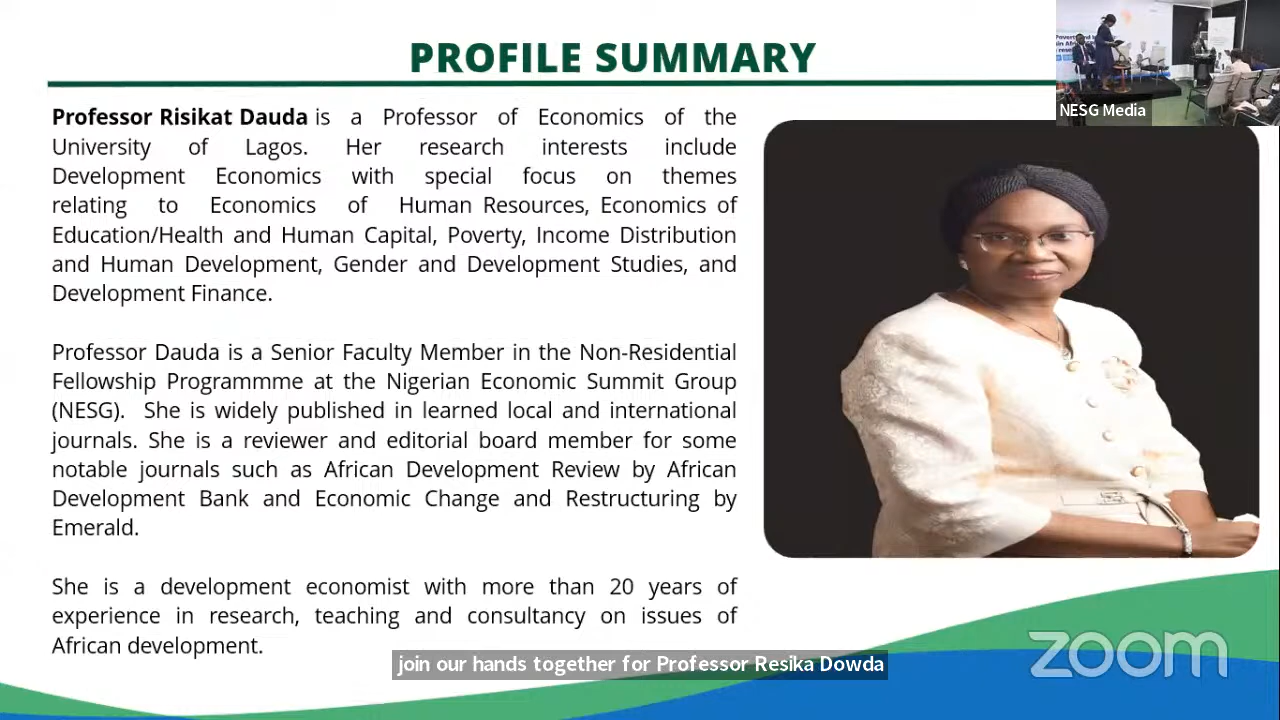 PROFILE SUMMARY
NESG Media
Professor Risikat Dauda is a Professor of Economics of the
University of Lagos. Her research interests include
Development Economics with special focus on themes
relating to Economics of Human Resources, Economics of
Education/Health and Human Capital, Poverty, Income Distribution
and Human Development, Gender and Development Studies, and
Development Finance.
Professor Dauda is a Senior Faculty Member in the Non-Residential
Fellowship Programmme at the Nigerian Economic Summit Group
(NESG). She is widely published in learned local and international
journals. She is a reviewer and editorial board member for some
notable journals such as African Development Review by African
Development Bank and Economic Change and Restructuring by
Emerald.
She is a development economist with more than 20 years of
experience in research, teaching and consultancy on issues of
African development.
join our hands together for Professor Resika Dowda
zoom